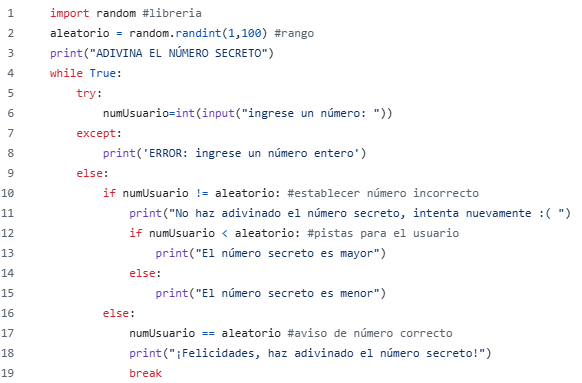 1 import random #libreria
2 aleatorio = random.randint(1,100) #rango
3 print("ADIVINA EL NÚMERO SECRETO")
4 while True:
5     try:
6         numUsuario=int(input("ingrese un número: "))
7     except:
8         print('ERROR: ingrese un número entero')
9     else:
10         if numUsuario != aleatorio: #establecer número incorrecto
11             print("No haz adivinado el número secreto, intenta nuevamente :( ")
12             if numUsuario < aleatorio: #pistas para el usuario
13                 print("El número secreto es mayor")
14             else:
15                 print("El número secreto es menor")
16         else:
17             numUsuario == aleatorio #aviso de número correcto
18             print("¡Felicidades, haz adivinado el número secreto!")
19             break